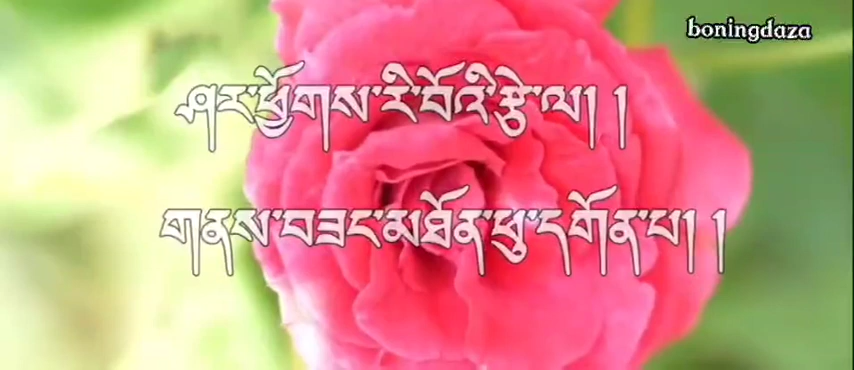 boningdaza
ཤར་ཕྱོགས་རི་བོའི་རྩེ་ལ། །
གནས་བཟང་མཐོན་ཕུ་དགོན་པ། །